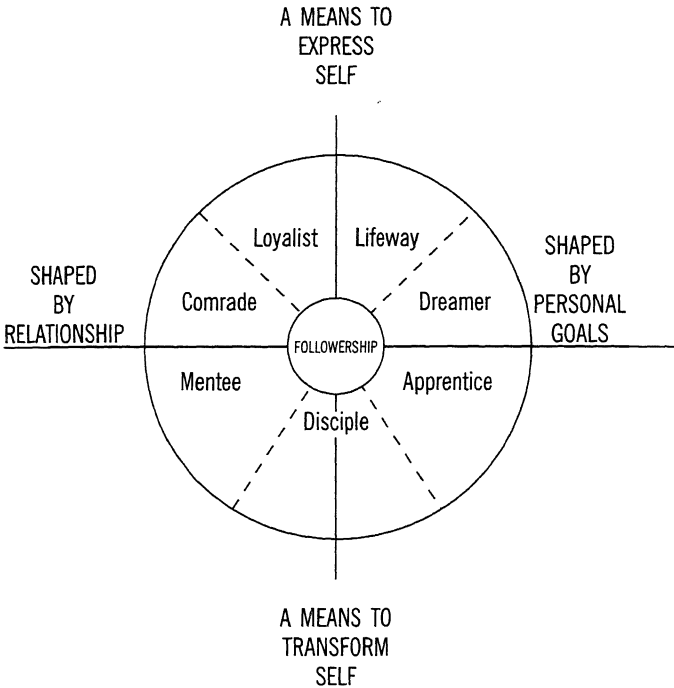 A MEANS TO
EXPRESS
SELF
Loyalist
Lifeway
SHAPED
BY
RELATIONSHIP
Comrade
Dreamer
SHAPED
BY
PERSONAL
GOALS
FOLLOWERSHIP
Mentee
Apprentice
Disciple
A MEANS TO
TRANSFORM
SELF